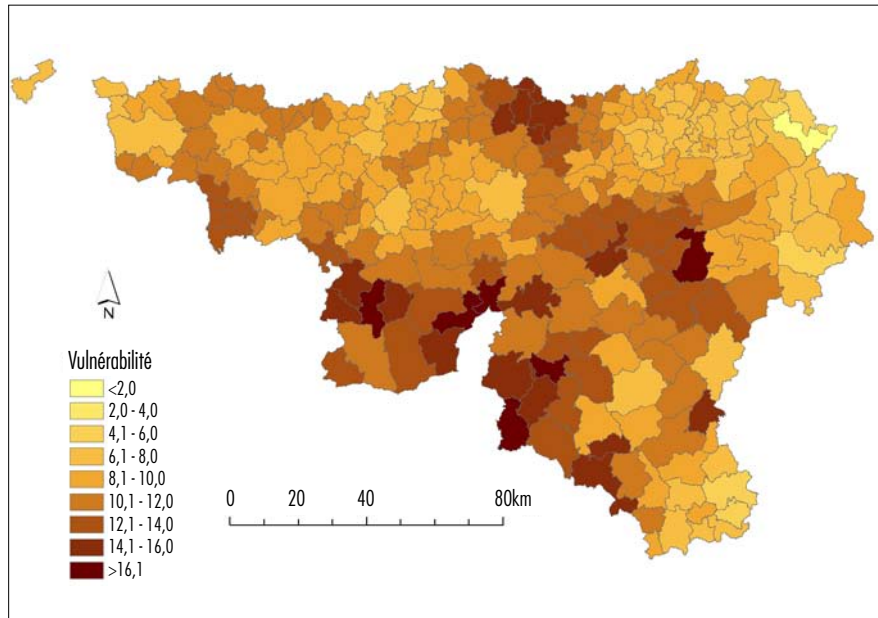 N
Vulnérabilité
<2,0
2,0 - 4,0
4,1 - 6,0
6,1 - 8,0
8,1 - 10,0
10,1 - 12,0
12,1 - 14,0
14,1 - 16,0
>16,1
0 20 40 80km